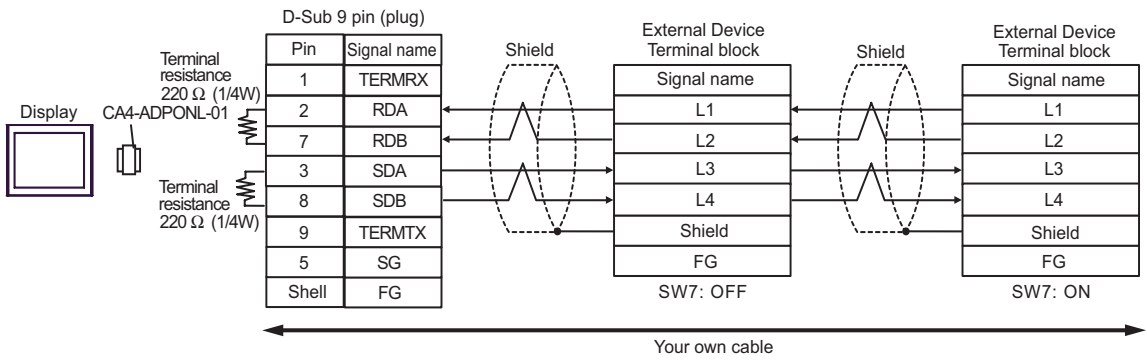 D-Sub 9 pin (plug)
External Device
Terminal block
External Device
Terminal block
Terminal
resistance
220 Ω (1/4W)
Pin Signal name
Shield
Signal name
Shield
Signal name
1 TERMRX
Display
CA4-ADPONL-01
2 RDA
L1
L1
7 RDB
L2
L2
3 SDA
L3
L3
Terminal
resistance
220 Ω (1/4W)
8 SDB
L4
L4
9 TERMTX
Shield
Shield
5 SG
FG
FG
Shell FG
SW7: OFF
SW7: ON
Your own cable